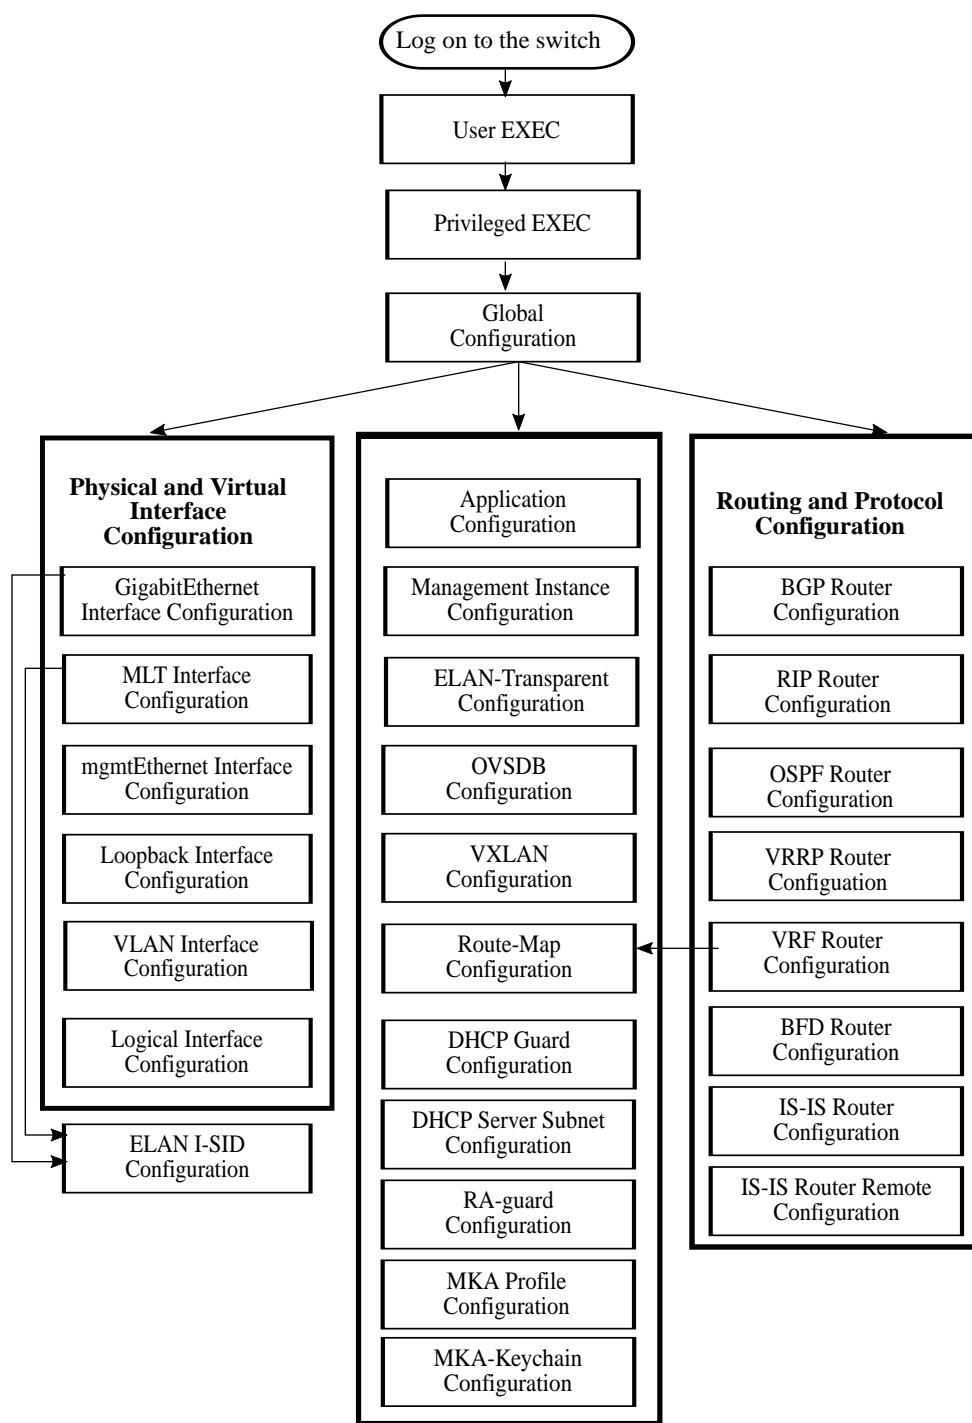 Log on to the switch
User EXEC
Privileged EXEC
Global
Configuration
Physical and Virtual
Interface
Configuration
GigabitEthernet
Interface Configuration
MLT Interface
Configuration
mgmtEthernet Interface
Configuration
Loopback Interface
Configuration
VLAN Interface
Configuration
Logical Interface
Configuration
ELAN I-SID
Configuration
Application
Configuration
Management Instance
Configuration
ELAN-Transparent
Configuration
OVSDB
Configuration
VXLAN
Configuration
Route-Map
Configuration
DHCP Guard
Configuration
DHCP Server Subnet
Configuration
RA-guard
Configuration
MKA Profile
Configuration
MKA-Keychain
Configuration
Routing and Protocol
Configuration
BGP Router
Configuration
RIP Router
Configuration
OSPF Router
Configuration
VRRP Router
Configuation
VRF Router
Configuration
BFD Router
Configuration
IS-IS Router
Configuration
IS-IS Router Remote
Configuration